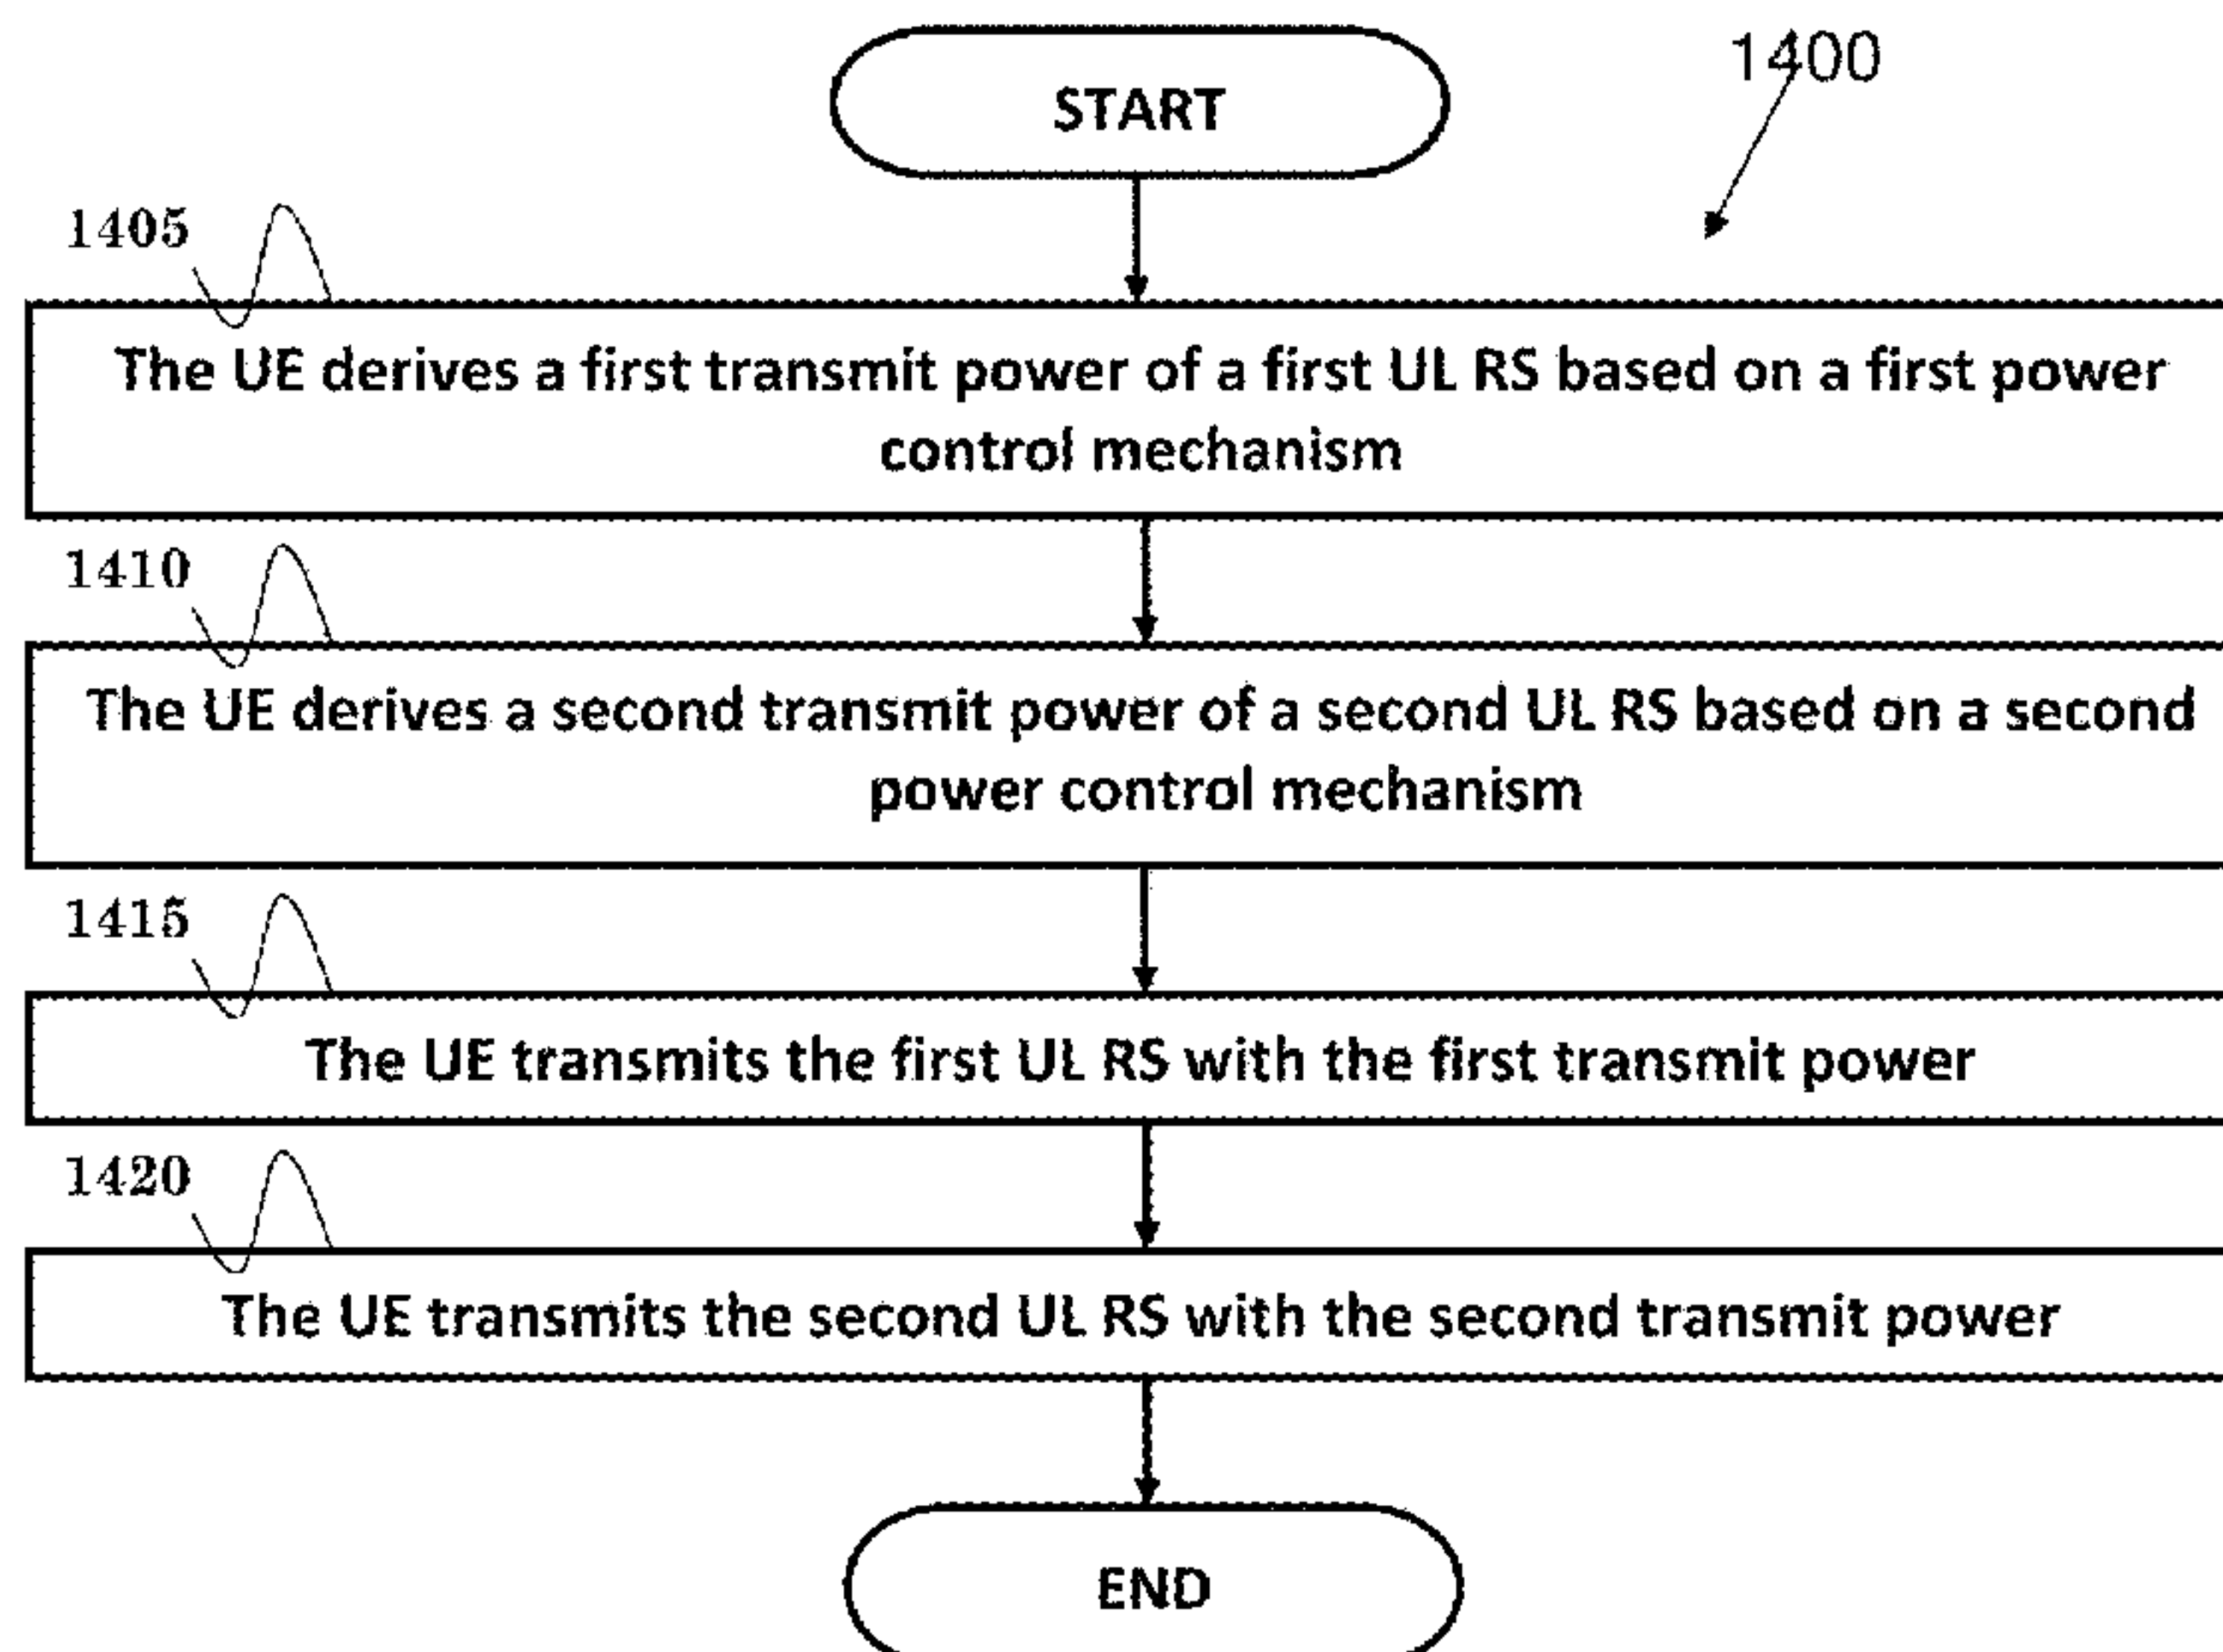 START
1400
1405
The UE derives a first transmit power of a first UL RS based on a first power
control mechanism
1410
The UE derives a second transmit power of a second UL RS based on a second
power control mechanism
1415
The UE transmits the first UL RS with the first transmit power
1420
The UE transmits the second UL RS with the second transmit power
END